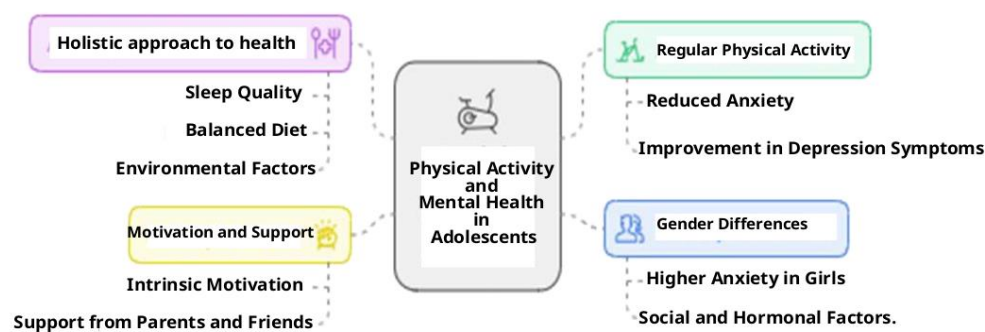 Holistic approach to health
Sleep Quality
Balanced Diet
Environmental Factors
Motivation and Support
Intrinsic Motivation
Support from Parents and Friends
Physical Activity
and
Mental Health
in
Adolescents
Regular Physical Activity
Reduced Anxiety
Improvement in Depression Symptoms
Gender Differences
Higher Anxiety in Girls
Social and Hormonal Factors.